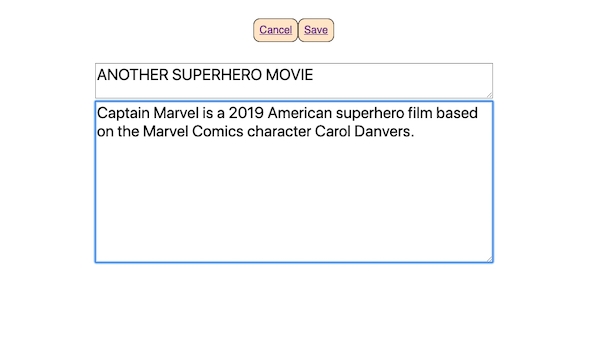 Cancel Save
ANOTHER SUPERHERO MOVIE
Captain Marvel is a 2019 American superhero film based
on the Marvel Comics character Carol Danvers.